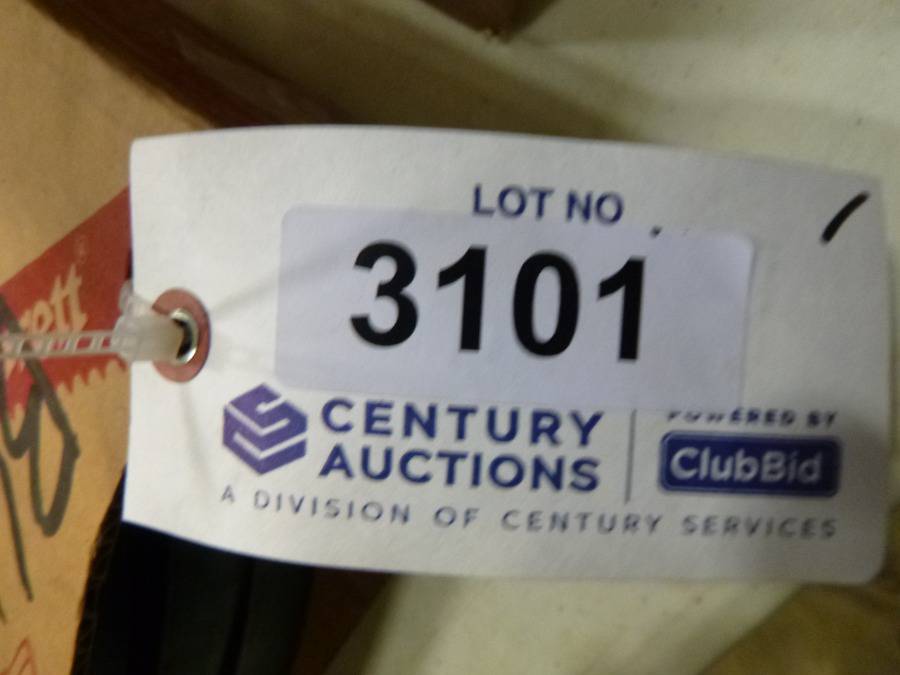 LOT NO
3101
CENTURY
AUCTIONS
POWERED BY
ClubBid
A DIVISION OF CENTURY SERVICES